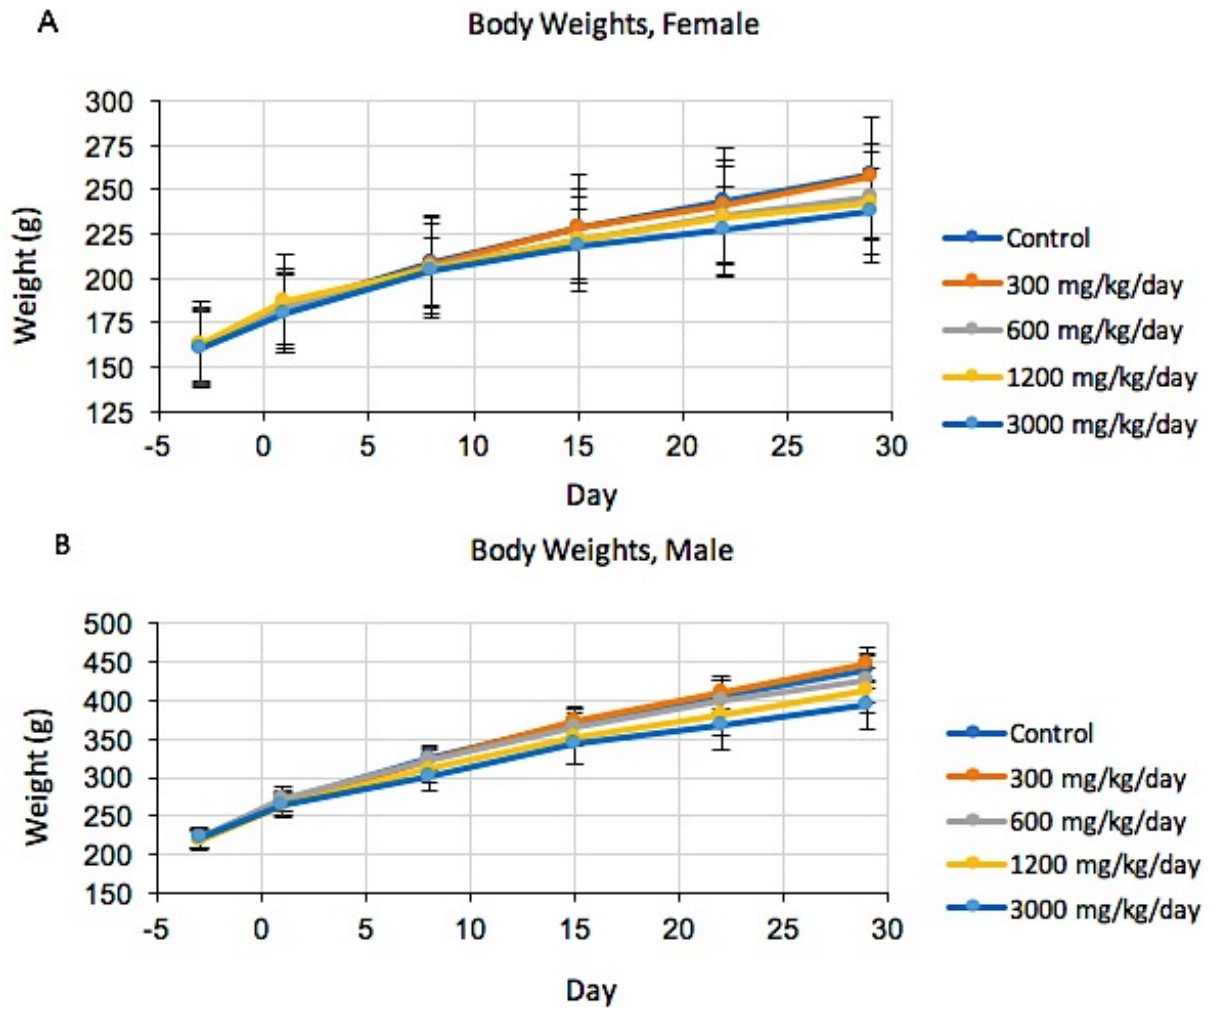 A
Body Weights, Female
300
275
250
225
200
175
150
125
Weight (g)
-5 0 5 10 15 20 25 30
Day
Control
300 mg/kg/day
600 mg/kg/day
1200 mg/kg/day
3000 mg/kg/day
B
Body Weights, Male
500
450
400
350
300
250
200
150
Weight (g)
-5 0 5 10 15 20 25 30
Day
Control
300 mg/kg/day
600 mg/kg/day
1200 mg/kg/day
3000 mg/kg/day